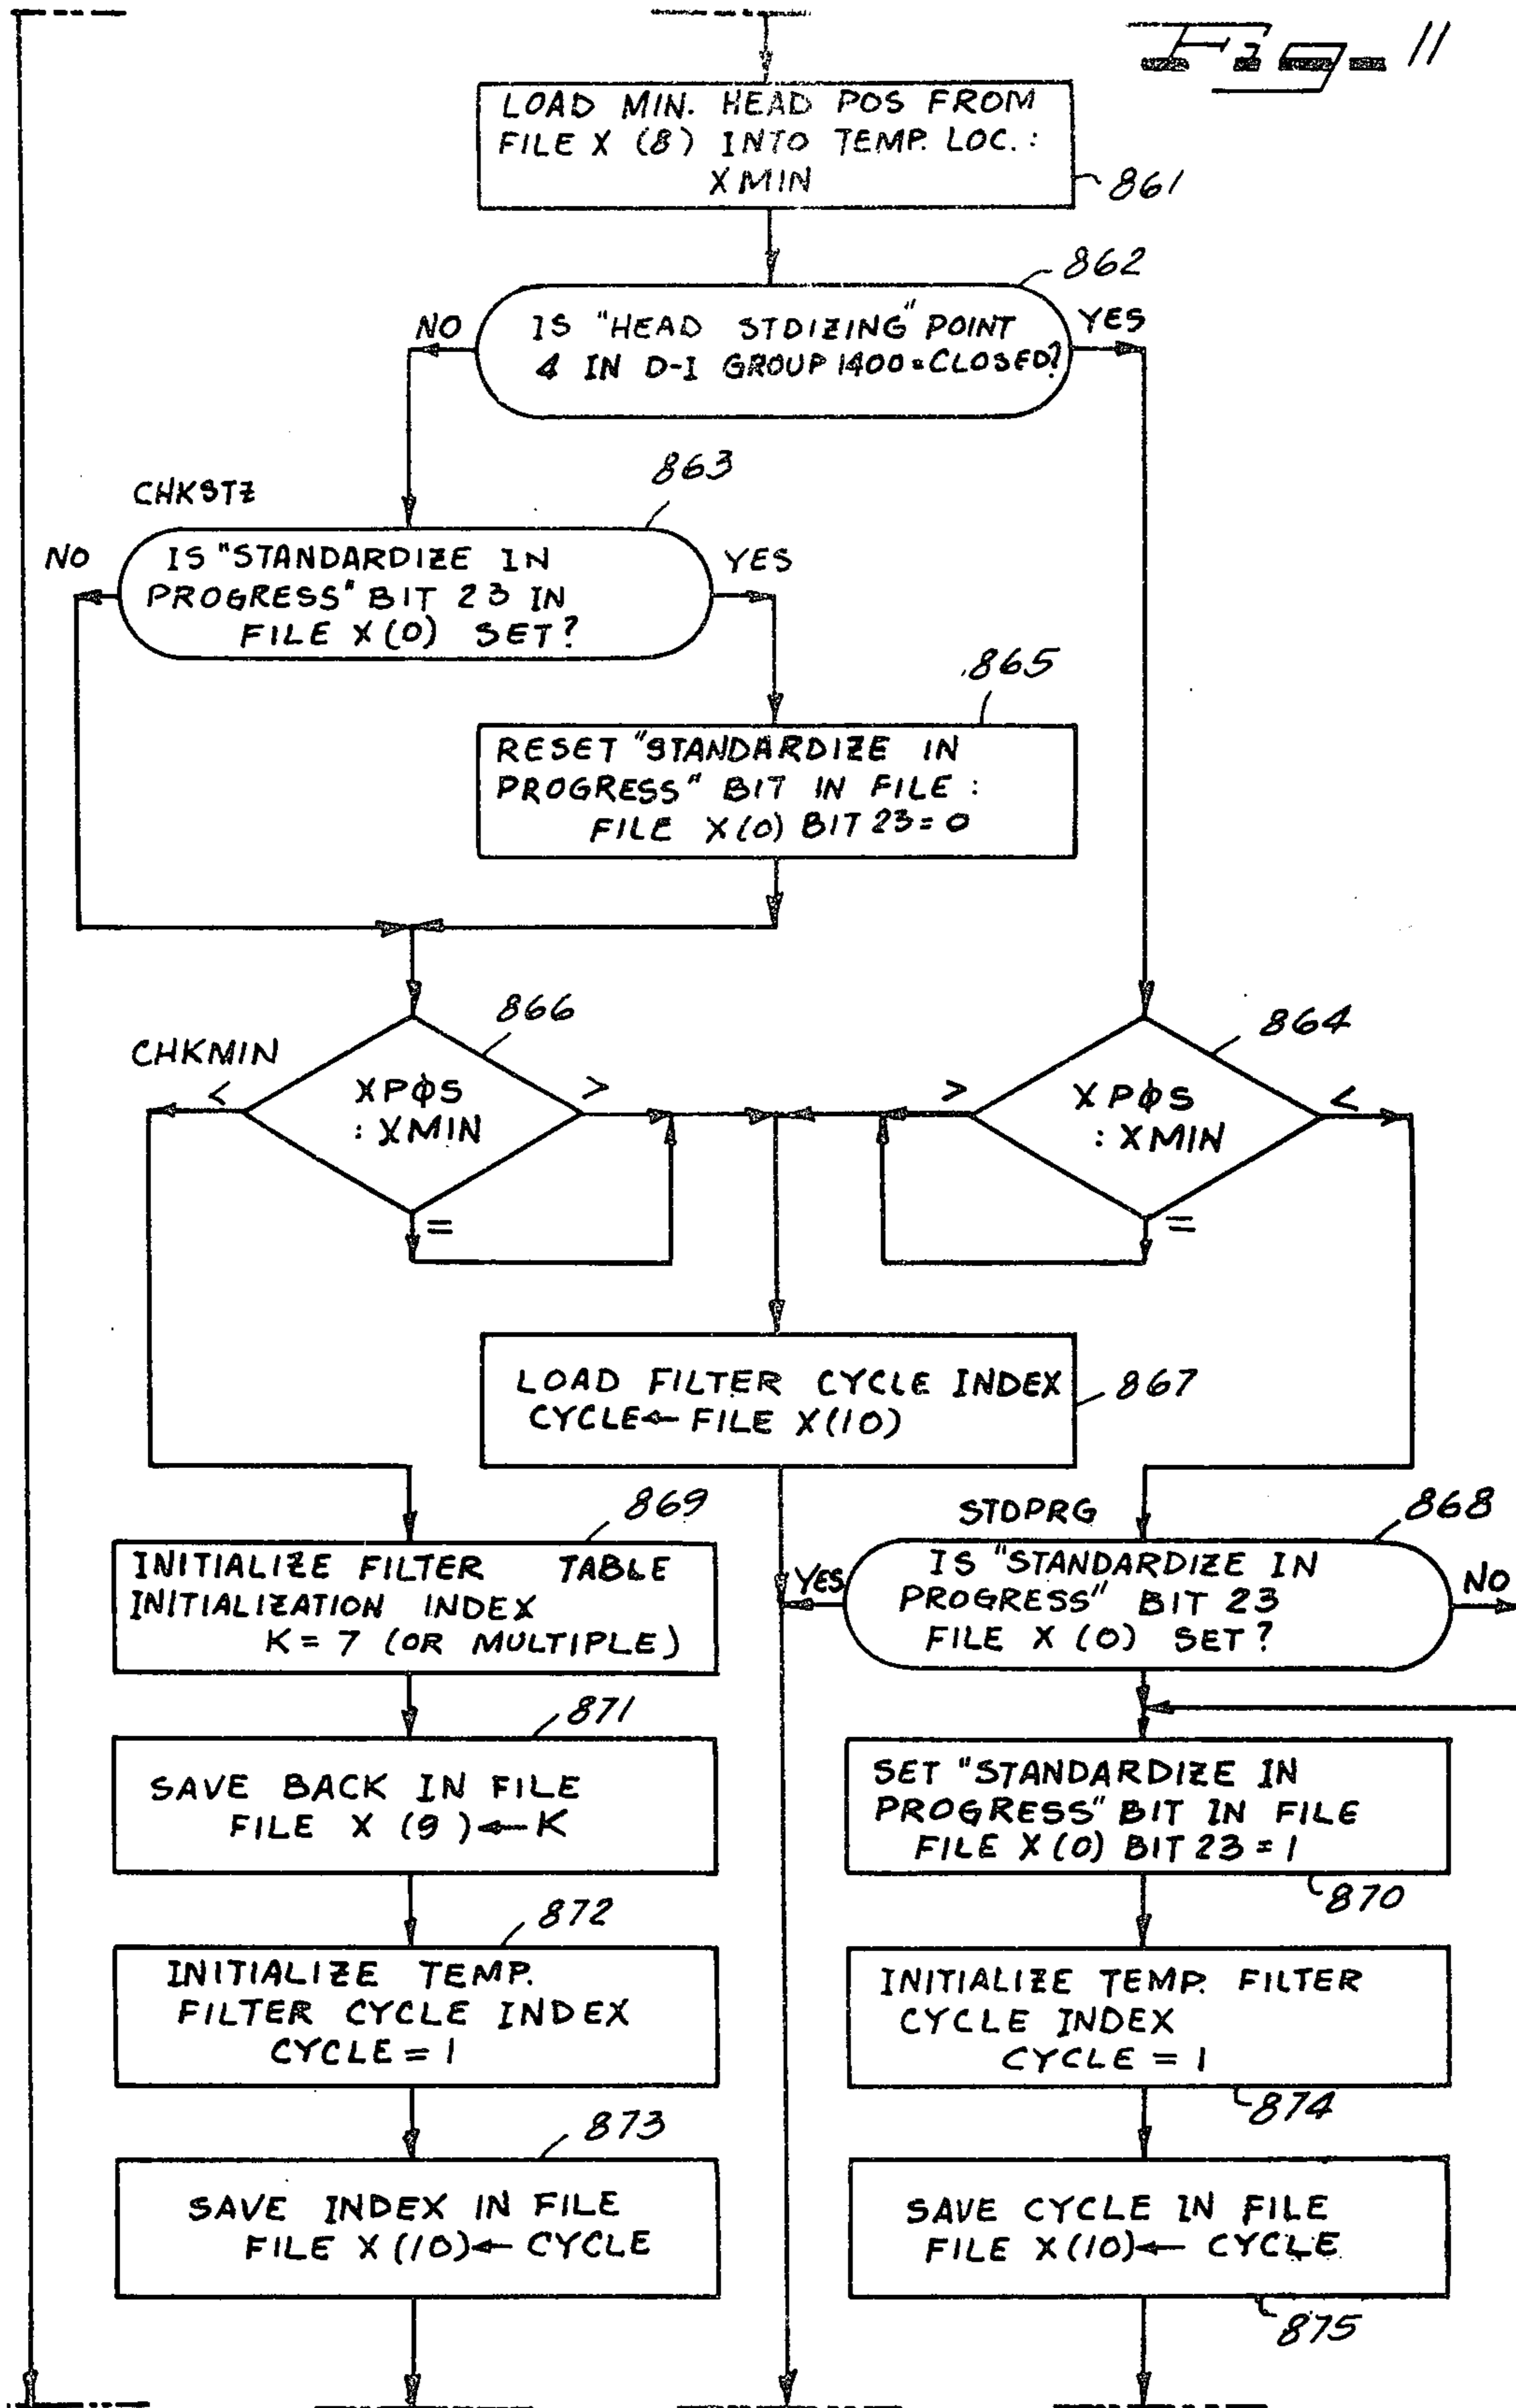 Fig-11
LOAD MIN. HEAD POS FROM
FILE X (8) INTO TEMP. LOC. :
XMIN
861
862
NO
IS "HEAD STDIZING" POINT
4 IN D-I GROUP 1400=CLOSED?
YES
863
CHKSTZ
NO
IS "STANDARDIZE IN
PROGRESS" BIT 23 IN
FILE X(0) SET?
YES
865
RESET "STANDARDIZE IN
PROGRESS" BIT IN FILE :
FILE X(0) BIT 23=0
866
864
CHKMIN
<
XPØS
: XMIN
>
=
>
XPØS
: XMIN
<
=
LOAD FILTER CYCLE INDEX
CYCLE← FILE X(10)
867
869
STDPRG
868
INITIALIZE FILTER TABLE
INITIALIZATION INDEX
K = 7 (OR MULTIPLE)
YES
IS "STANDARDIZE IN
PROGRESS" BIT 23
FILE X (0) SET?
NO
871
SAVE BACK IN FILE
FILE X (9)← K
SET "STANDARDIZE IN
PROGRESS" BIT IN FILE
FILE X(0) BIT 23 = 1
870
872
INITIALIZE TEMP.
FILTER CYCLE INDEX
CYCLE = 1
INITIALIZE TEMP. FILTER
CYCLE INDEX
CYCLE = 1
874
873
SAVE INDEX IN FILE
FILE X (10)← CYCLE
SAVE CYCLE IN FILE
FILE X(10)← CYCLE
875